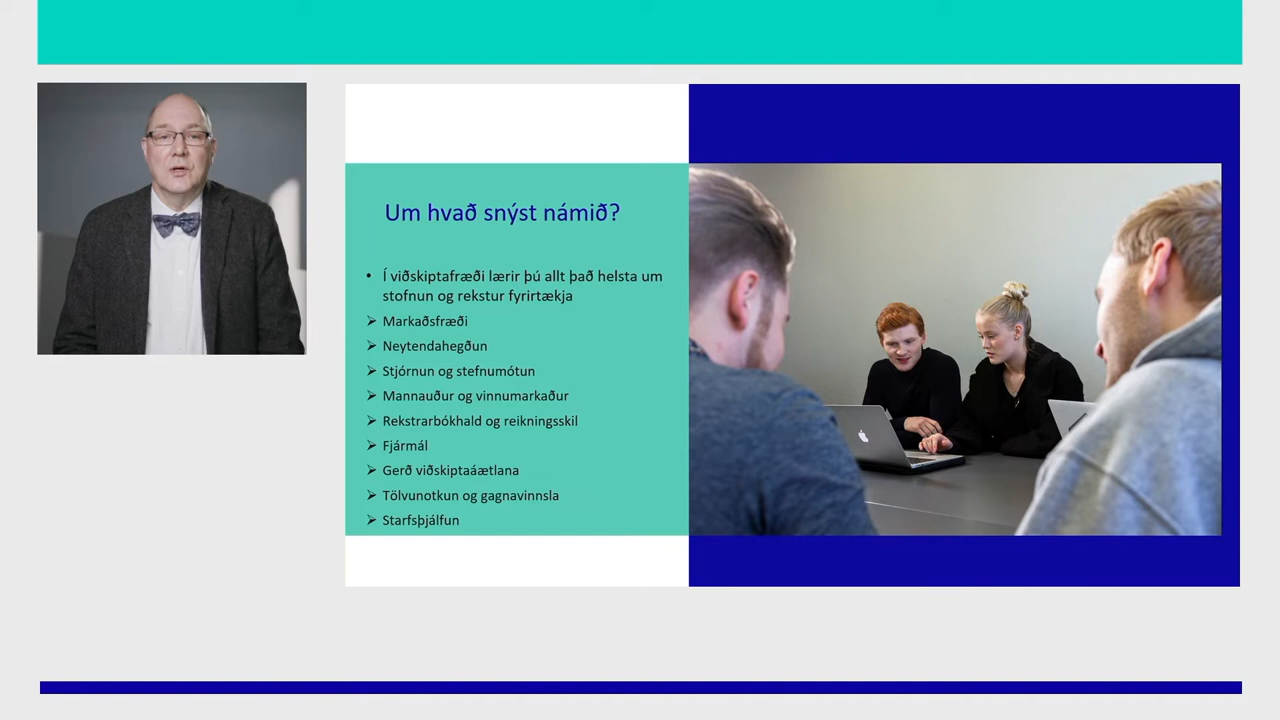 Um hvað snýst námið?
• Í viðskiptafræði lærir þú allt það helsta um
stofnun og rekstur fyrirtækja
➢ Markaðsfræði
➢ Neytendahegðun
➢ Stjórnun og stefnumótun
➢ Mannauður og vinnumarkaður
➢ Rekstrarbókhald og reikningsskil
➢ Fjármál
➢ Gerð viðskiptaáætlana
➢ Tölvunotkun og gagnavinnsla
➢ Starfsþjálfun